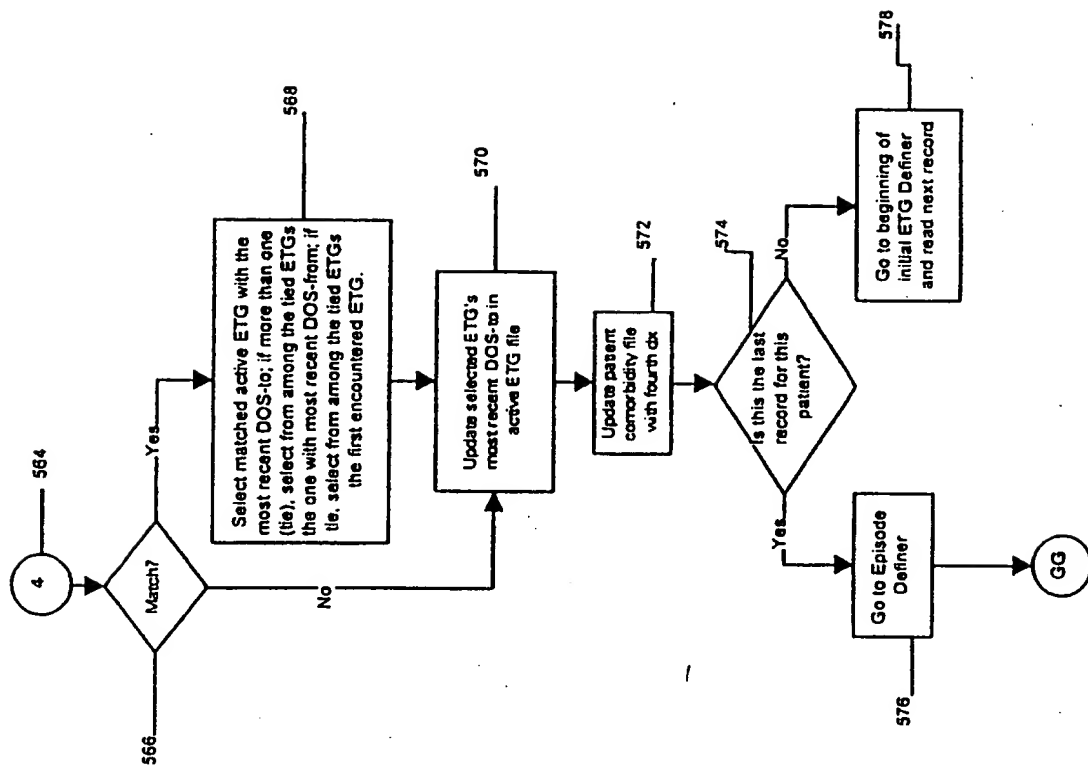 564
4
566
Match?
Yes
No
568
Select matched active ETG with the
most recent DOS-to; if more than one
(tie), select from among the tied ETGs
the one with most recent DOS-from; if
tie, select from among the tied ETGs
the first encountered ETG.
570
Update selected ETG's
most recent DOS-to in
active ETG file
572
Update patient
comorbidity file
with fourth dx
574
Is this the last
record for this
patient?
Yes
No
576
Go to Episode
Definer
GG
578
Go to beginning of
initial ETG Definer
and read next record